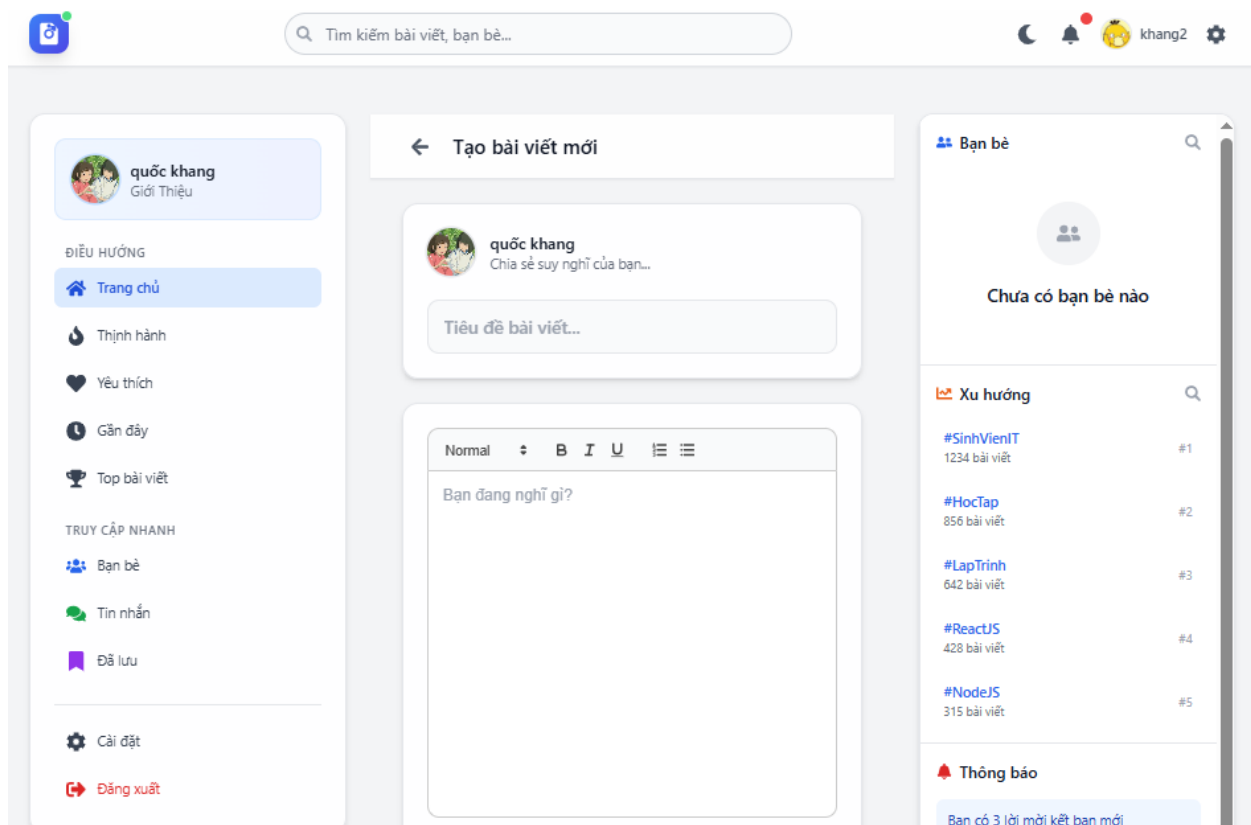 Tìm kiếm bài viết, bạn bè...
khang2
quốc khang
Giới Thiệu
ĐIỀU HƯỚNG
Trang chủ
Thịnh hành
Yêu thích
Gần đây
Top bài viết
TRUY CẬP NHANH
Bạn bè
Tin nhắn
Đã lưu
Cài đặt
Đăng xuất
Tạo bài viết mới
quốc khang
Chia sẻ suy nghĩ của bạn...
Tiêu đề bài viết...
Normal
B I U
Bạn đang nghĩ gì?
Bạn bè
Chưa có bạn bè nào
Xu hướng
#SinhVienIT
1234 bài viết
#1
#HocTap
856 bài viết
#2
#LapTrinh
642 bài viết
#3
#ReactJS
428 bài viết
#4
#NodeJS
315 bài viết
#5
Thông báo
Bạn có 3 lời mời kết bạn mới